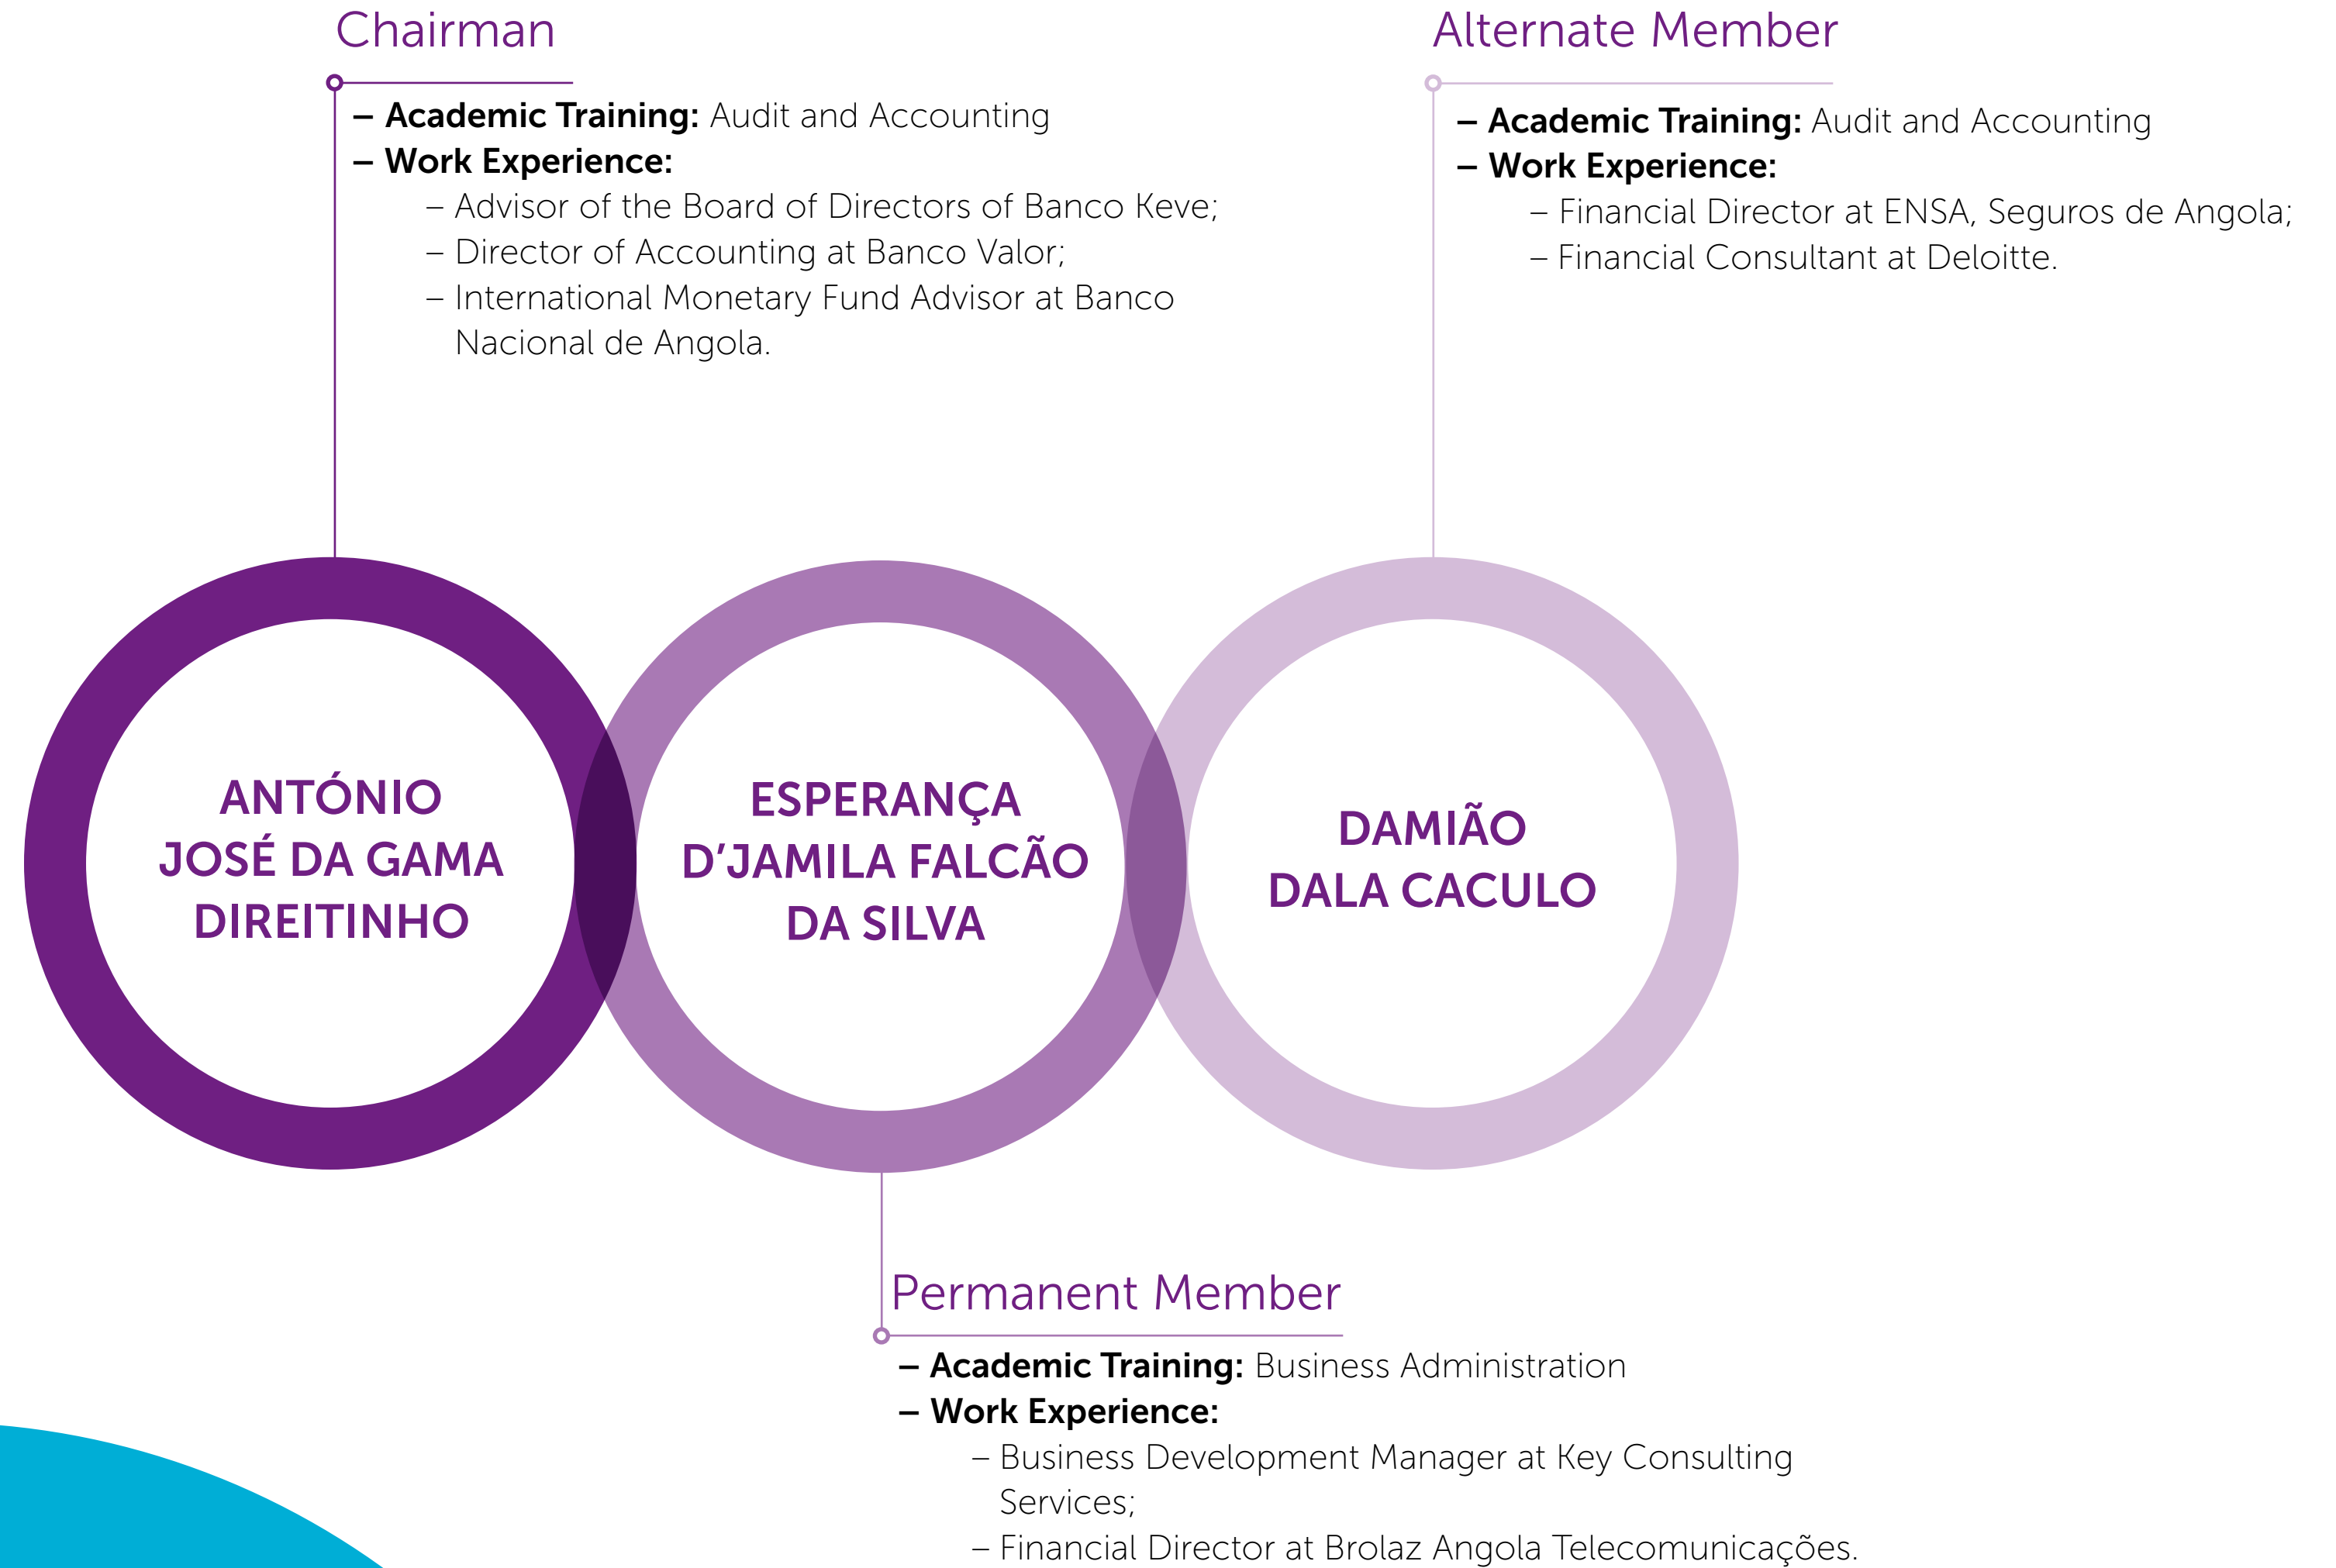 Chairman
– Academic Training: Audit and Accounting
– Work Experience:
– Advisor of the Board of Directors of Banco Keve;
– Director of Accounting at Banco Valor;
– International Monetary Fund Advisor at Banco
Nacional de Angola.
Alternate Member
– Academic Training: Audit and Accounting
– Work Experience:
– Financial Director at ENSA, Seguros de Angola;
– Financial Consultant at Deloitte.
ANTÓNIO
JOSÉ DA GAMA
DIREITINHO
ESPERANÇA
D’JAMILA FALCÃO
DA SILVA
DAMIÃO
DALA CACULO
Permanent Member
– Academic Training: Business Administration
– Work Experience:
– Business Development Manager at Key Consulting
Services;
– Financial Director at Brolaz Angola Telecomunicações.